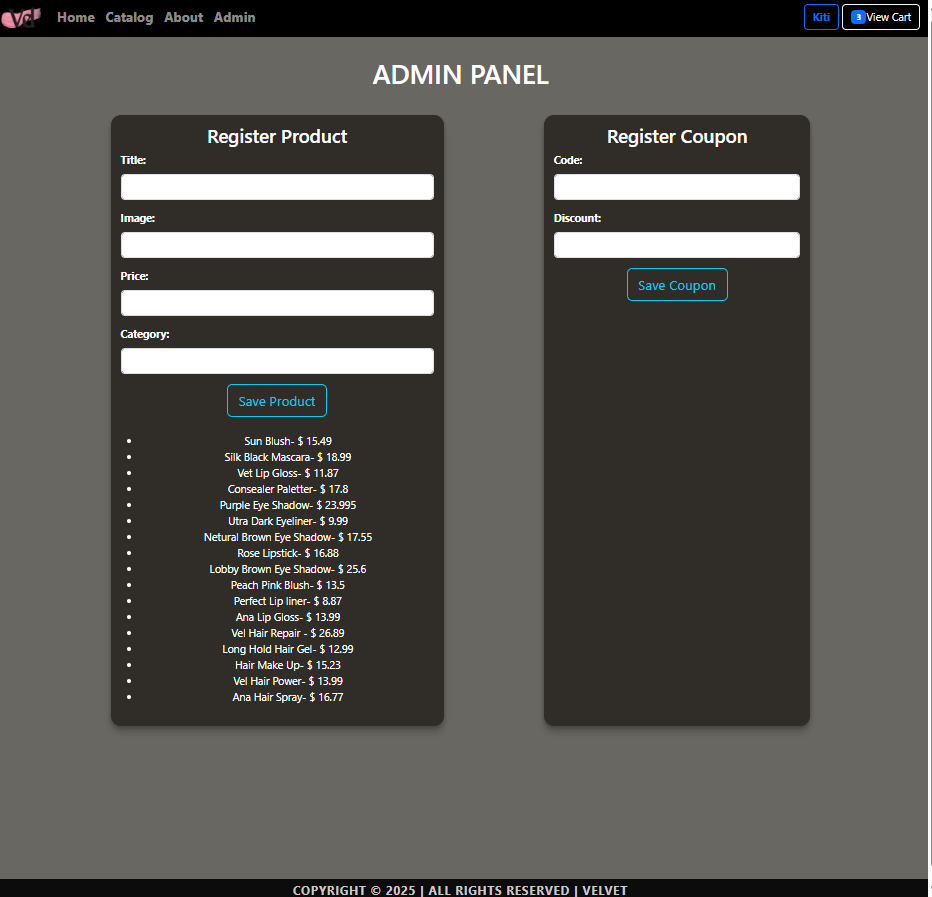 Home Catalog About Admin Kiti 3 View Cart
ADMIN PANEL
Register Product
Title:
Image:
Price:
Category:
Save Product
Sun Blush- $ 15.49
Silk Black Mascara- $ 18.99
Vet Lip Gloss- $ 11.87
Consealer Paletter- $ 17.8
Purple Eye Shadow- $ 23.995
Utra Dark Eyeliner- $ 9.99
Netural Brown Eye Shadow- $ 17.55
Rose Lipstick- $ 16.88
Lobby Brown Eye Shadow- $ 25.6
Peach Pink Blush- $ 13.5
Perfect Lip liner- $ 8.87
Ana Lip Gloss- $ 13.99
Vel Hair Repair - $ 26.89
Long Hold Hair Gel- $ 12.99
Hair Make Up- $ 15.23
Vel Hair Power- $ 13.99
Ana Hair Spray- $ 16.77
Register Coupon
Code:
Discount:
Save Coupon
COPYRIGHT © 2025 | ALL RIGHTS RESERVED | VELVET